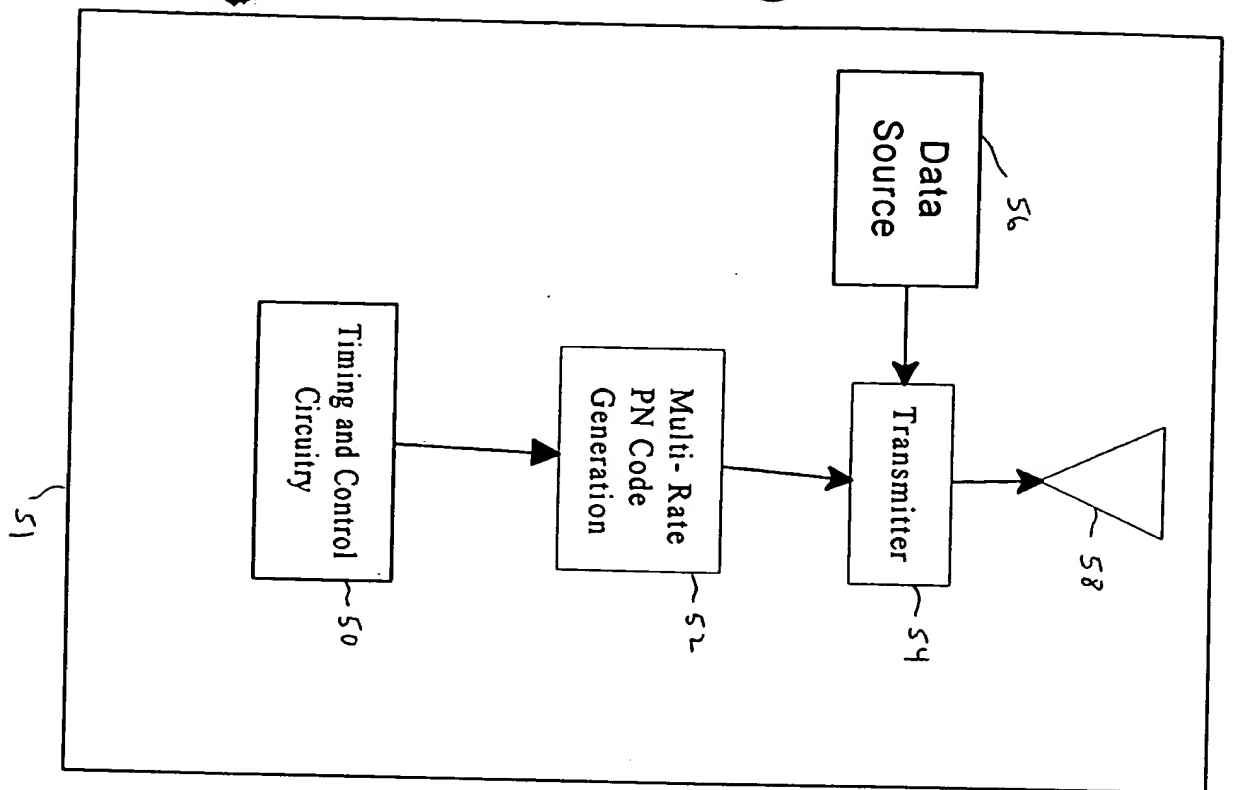 58
Data
Source
56
Transmitter
54
Multi- Rate
PN Code
Generation
52
Timing and Control
Circuitry
50
51